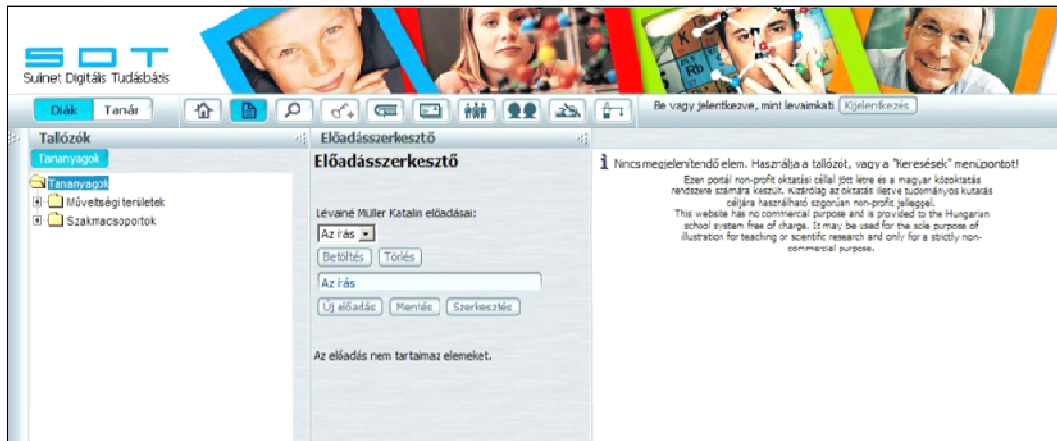 SDT
Sulinet Digitális Tudásbázis
Diák Tanár
Be vagy jelentkezve, mint levaimkati Kijelentkezés
Tallózók
Tananyagok
Tananyagok
Műveltségi területek
Szakmacsoportok
Előadásszerkesztő
Előadásszerkesztő
Lévainé Müller Katalin előadásai:
Az írás
Betöltés Törlés
Az írás
Új előadás Mentés Szerkesztés
Az előadás nem tartalmaz elemeket.
Nincs megjelenítendő elem. Használja a tallózót, vagy a "Keresések" menüpontot!
Ezen portál non-profit oktatási céllal jött létre és a magyar közoktatás
rendszere számára készült. Kizárólag az oktatás illetve tudományos kutatás
céljára használható szigorúan non-profit jelleggel.
This website has no commercial purpose and is provided to the Hungarian
school system free of charge. It may be used for the sole purpose of
illustration for teaching or scientific research and only for a strictly non-
commercial purpose.